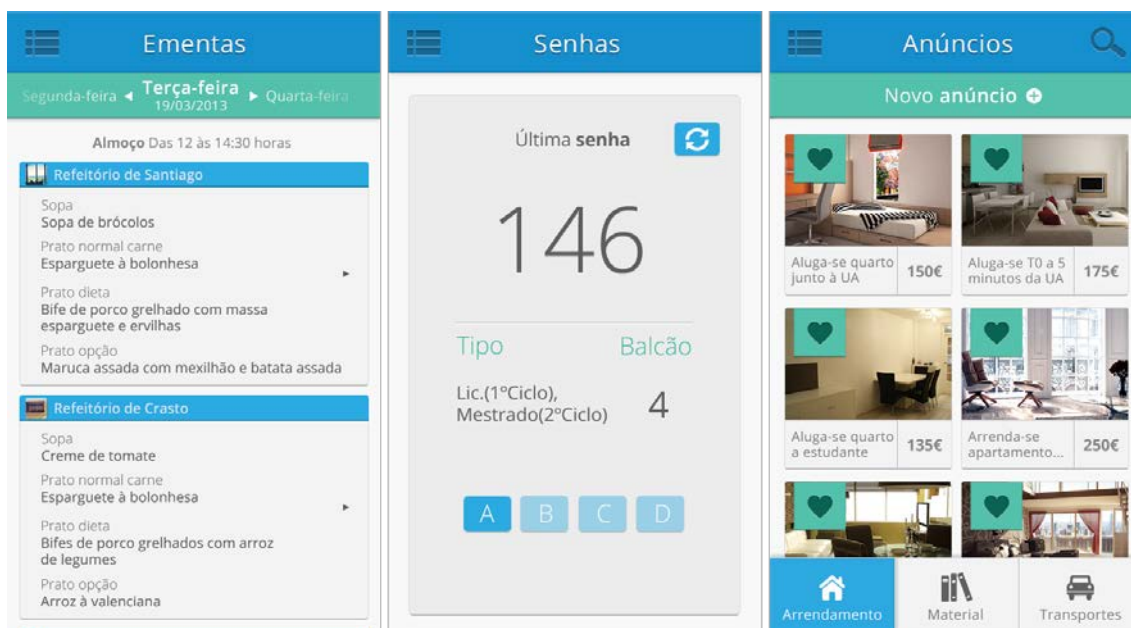 Ementas
Segunda-feira ◄ Terça-feira ► Quarta-feira
19/03/2013
Almoço Das 12 às 14:30 horas
Refeitório de Santiago
Sopa
Sopa de brócolos
Prato normal carne
Esparguete à bolonhesa
Prato dieta
Bife de porco grelhado com massa
esparguete e ervilhas
Prato opção
Maruca assada com mexilhão e batata assada
Refeitório de Crasto
Sopa
Creme de tomate
Prato normal carne
Esparguete à bolonhesa
Prato dieta
Bifes de porco grelhados com arroz
de legumes
Prato opção
Arroz à valenciana
Senhas
Última senha
146
Tipo Balcão
Lic.(1ºCiclo),
Mestrado(2ºCiclo) 4
A B C D
Anúncios
Novo anúncio
Aluga-se quarto
junto à UA 150€
Aluga-se T0 a 5
minutos da UA 175€
Aluga-se quarto
a estudante 135€
Arrenda-se
apartamento... 250€
Arrendamento Material Transportes